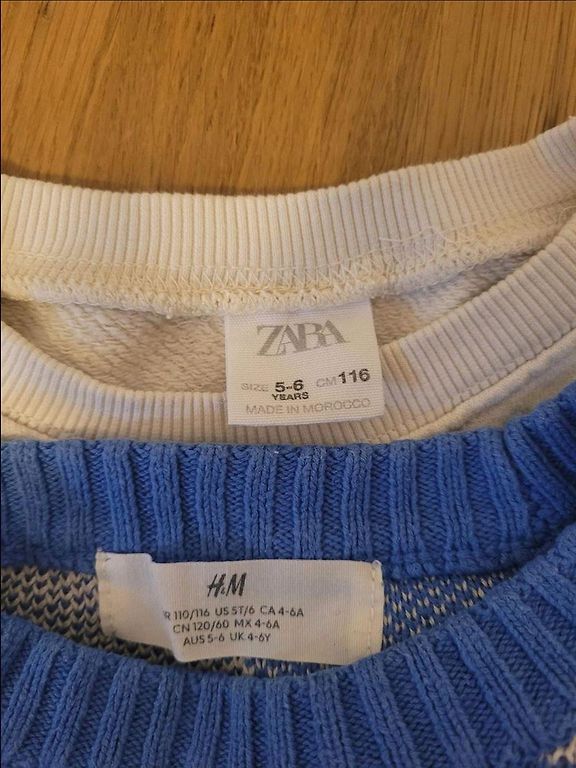 ZARA
SIZE 5-6 CM 116
YEARS
MADE IN MOROCCO
H&M
R 110/116 US 5T/6 CA 4-6A
CN 120/60 MX 4-6A
AUS 5-6 UK 4-6Y